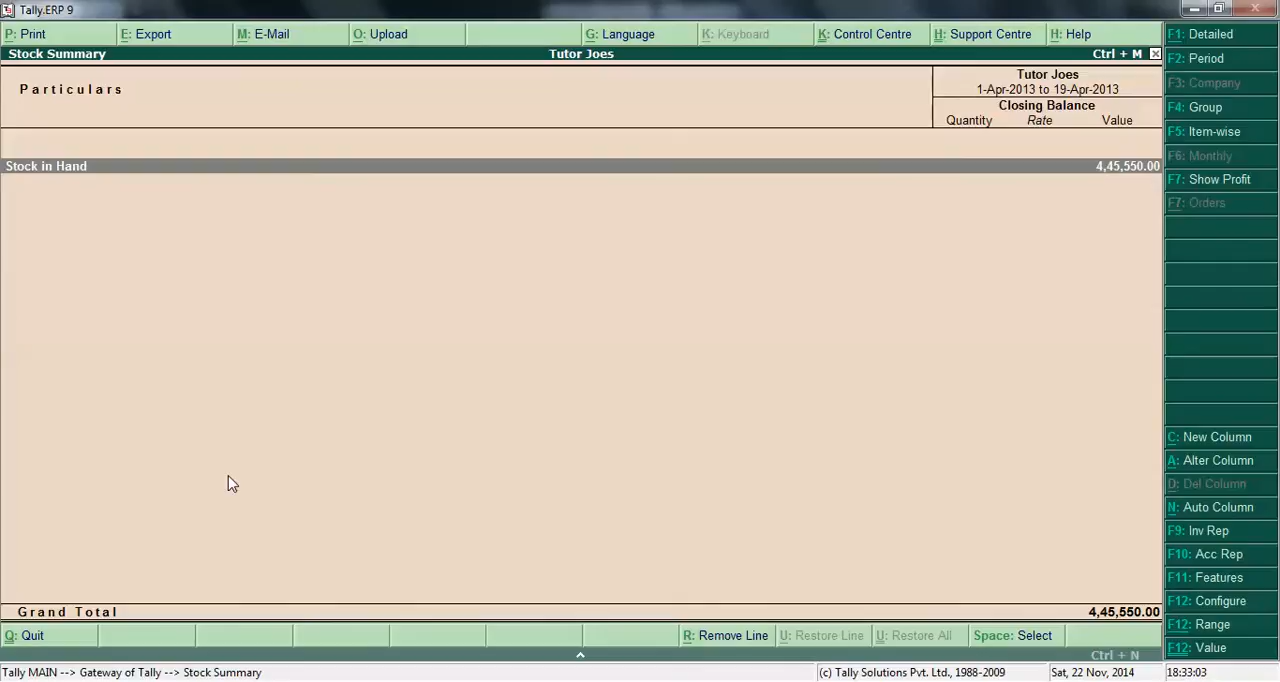 Tally.ERP 9
P: Print E: Export M: E-Mail O: Upload G: Language K: Keyboard K: Control Centre H: Support Centre H: Help
Stock Summary Tutor Joes Ctrl + M
Particulars
Tutor Joes
1-Apr-2013 to 19-Apr-2013
Closing Balance
Quantity Rate Value
Stock in Hand 4,45,550.00
Grand Total 4,45,550.00
F1: Detailed
F2: Period
F3: Company
F4: Group
F5: Item-wise
F6: Monthly
F7: Show Profit
F7: Orders
C: New Column
A: Alter Column
D: Del Column
N: Auto Column
F9: Inv Rep
F10: Acc Rep
F11: Features
F12: Configure
F12: Range
F12: Value
Q: Quit R: Remove Line U: Restore Line U: Restore All Space: Select
Ctrl + N
Tally MAIN --> Gateway of Tally --> Stock Summary (c) Tally Solutions Pvt. Ltd., 1988-2009 Sat, 22 Nov, 2014 18:33:03